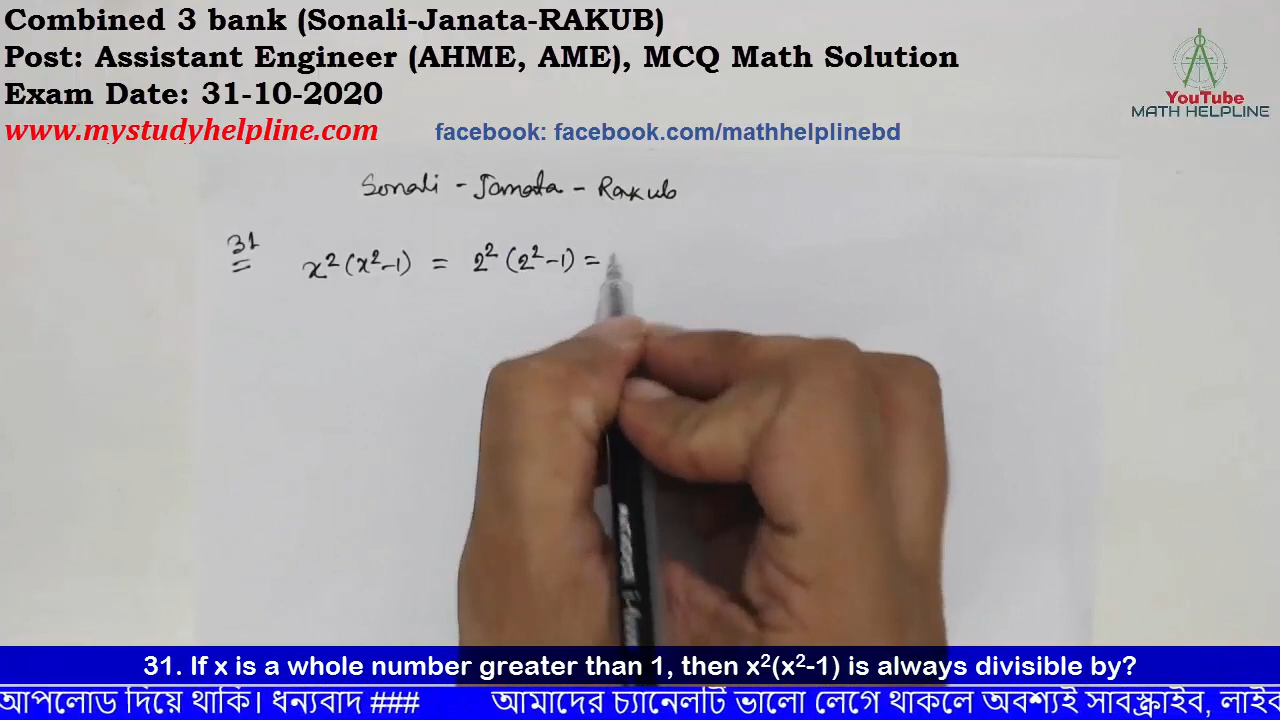 Combined 3 bank (Sonali-Janata-RAKUB)
Post: Assistant Engineer (AHME, AME), MCQ Math Solution
Exam Date: 31-10-2020
www.mystudyhelpline.com facebook: facebook.com/mathhelplinebd
YouTube
MATH HELPLINE
Sonali - Janata - Rakub
31 x²(x²-1) = 2²(2²-1) =
31. If x is a whole number greater than 1, then x²(x²-1) is always divisible by?
আপলোড দিয়ে থাকি। ধন্যবাদ ### আমাদের চ্যানেলটি ভালো লেগে থাকলে অবশ্যই সাবস্ক্রাইব, লাইব